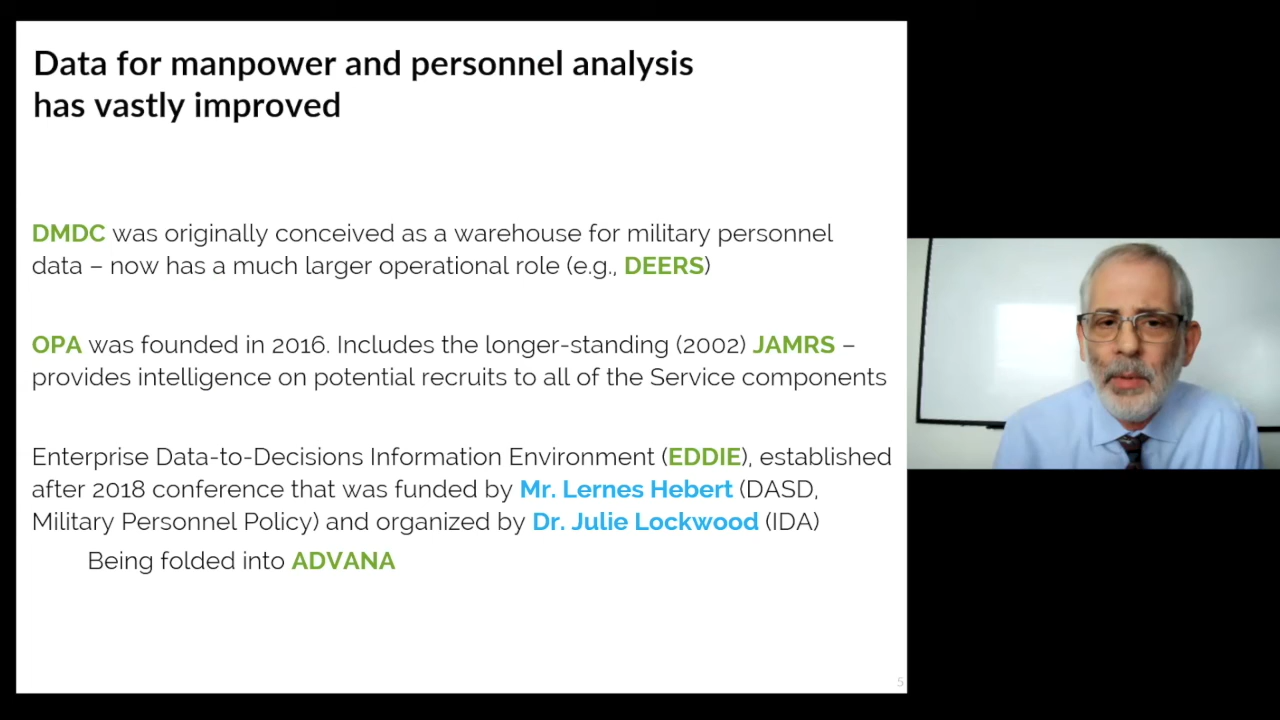 Data for manpower and personnel analysis
has vastly improved
DMDC was originally conceived as a warehouse for military personnel
data – now has a much larger operational role (e.g., DEERS)
OPA was founded in 2016. Includes the longer-standing (2002) JAMRS –
provides intelligence on potential recruits to all of the Service components
Enterprise Data-to-Decisions Information Environment (EDDIE), established
after 2018 conference that was funded by Mr. Lernes Hebert (DASD,
Military Personnel Policy) and organized by Dr. Julie Lockwood (IDA)
Being folded into ADVANA
5